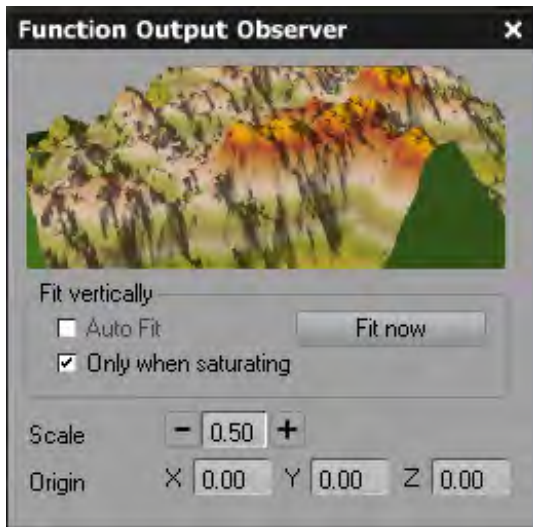 Function Output Observer ×
Fit vertically
Auto Fit
Fit now
Only when saturating
Scale − 0.50 +
Origin X 0.00 Y 0.00 Z 0.00